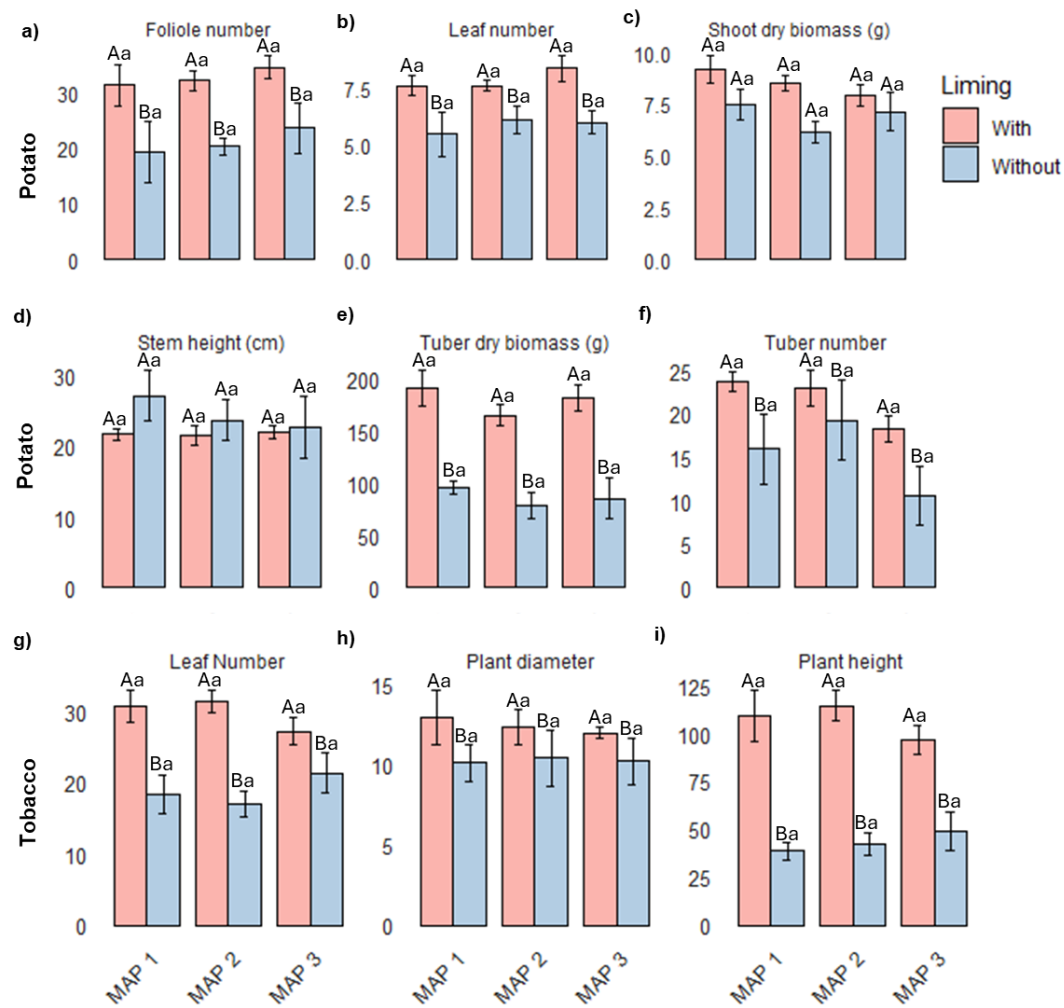 a)
Foliole number
Aa
Aa
Aa
Ba
Ba
Ba
30
20
10
0
b)
Leaf number
Aa
Aa
Aa
Ba
Ba
Ba
7.5
5.0
2.5
0.0
c)
Shoot dry biomass (g)
Aa
Aa
Aa
Aa
Aa
Aa
10.0
7.5
5.0
2.5
0.0
Liming
With
Without
Potato
d)
Stem height (cm)
Aa
Aa
Aa
Aa
Aa
Aa
30
20
10
0
e)
Tuber dry biomass (g)
Aa
Ba
Aa
Ba
Aa
Ba
200
150
100
50
0
f)
Tuber number
Aa
Ba
Aa
Ba
Aa
Ba
25
20
15
10
5
0
Potato
g)
Leaf Number
Aa
Ba
Aa
Ba
Aa
Ba
30
20
10
0
MAP 1
MAP 2
MAP 3
h)
Plant diameter
Aa
Ba
Aa
Ba
Aa
Ba
15
10
5
0
MAP 1
MAP 2
MAP 3
i)
Plant height
Aa
Ba
Aa
Ba
Aa
Ba
125
100
75
50
25
0
MAP 1
MAP 2
MAP 3
Tobacco